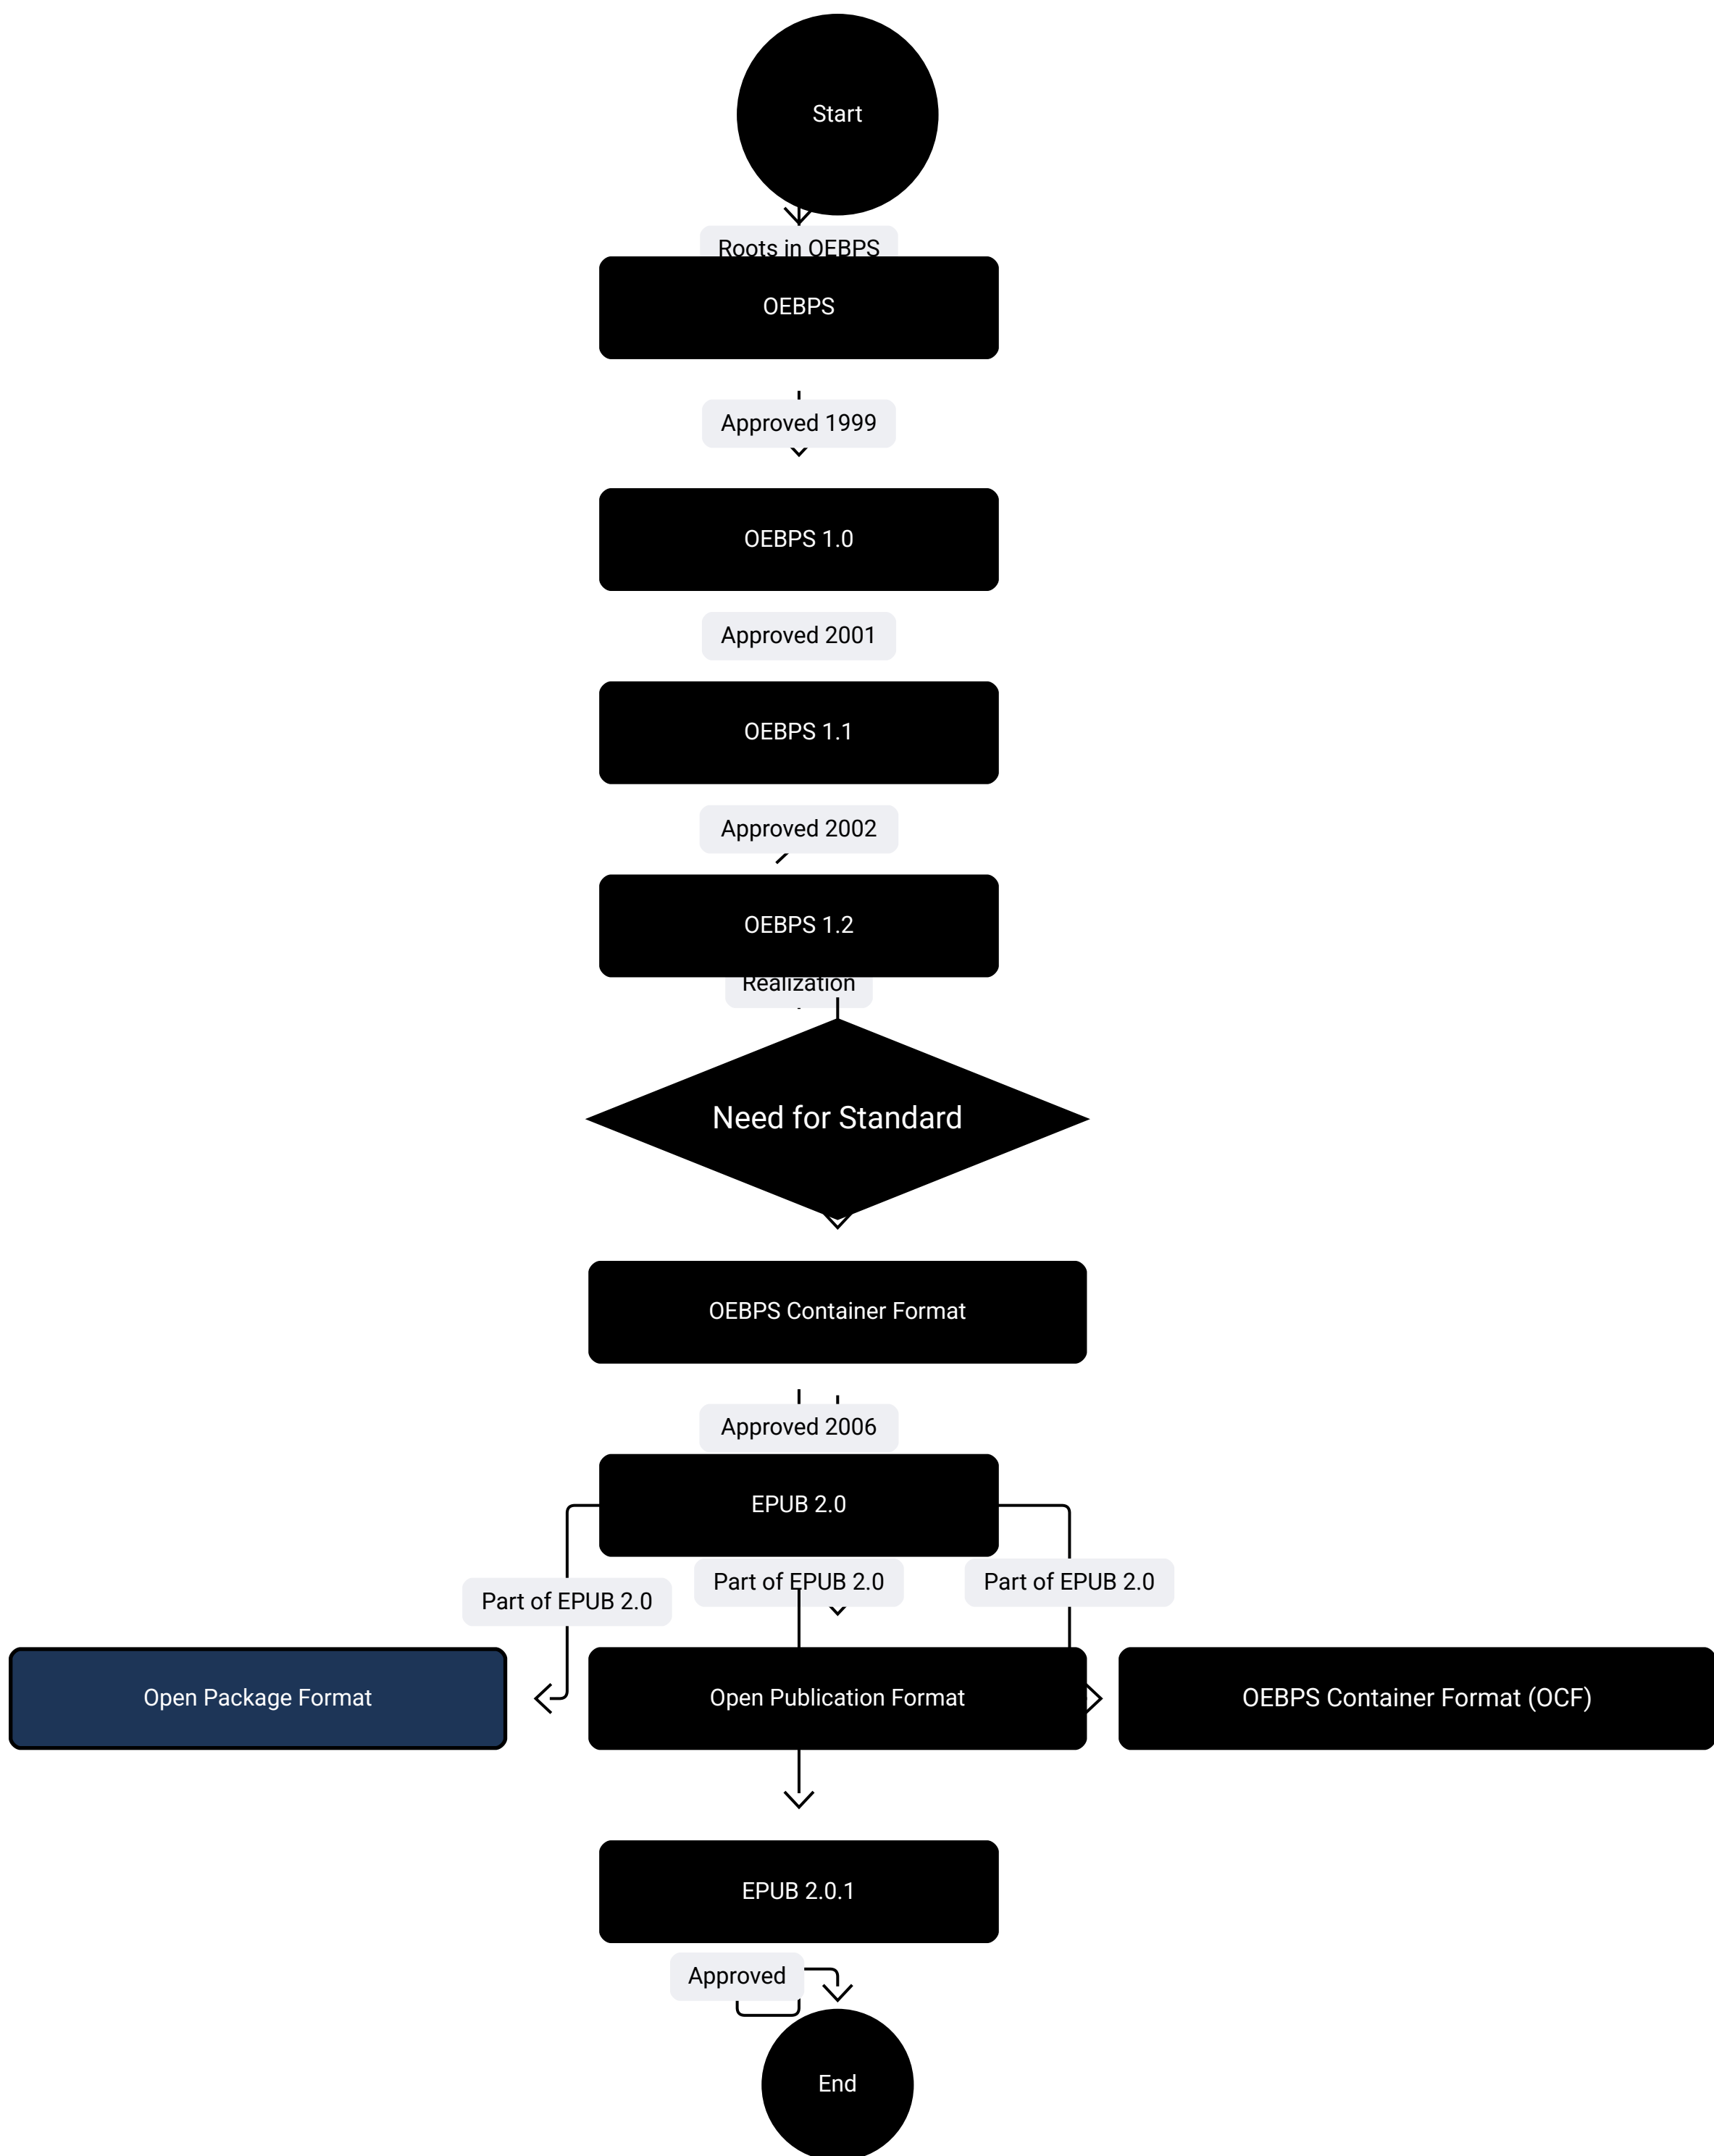 Start
Roots in OEBPS
OEBPS
Approved 1999
OEBPS 1.0
Approved 2001
OEBPS 1.1
Approved 2002
OEBPS 1.2
Realization
Need for Standard
OEBPS Container Format
Approved 2006
EPUB 2.0
Part of EPUB 2.0
Part of EPUB 2.0
Part of EPUB 2.0
Open Package Format
Open Publication Format
OEBPS Container Format (OCF)
EPUB 2.0.1
Approved
End